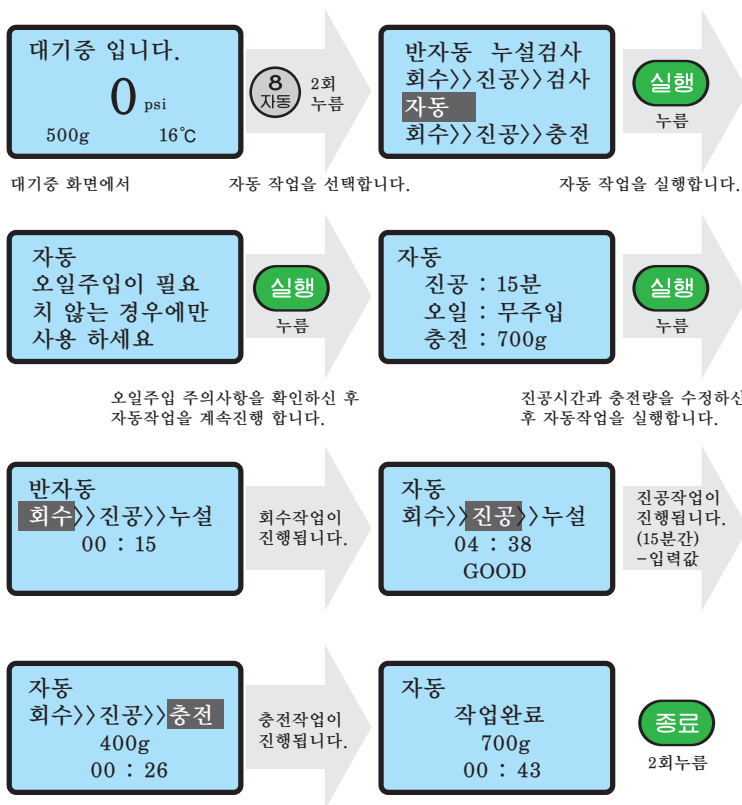 대기중 입니다.
0 psi
500g 16℃
8
자동
2회
누름
반자동 누설검사
회수〉〉진공〉〉검사
자동
회수〉〉진공〉〉충전
실행
누름
대기중 화면에서
자동 작업을 선택합니다.
자동 작업을 실행합니다.
자동
오일주입이 필요
치 않는 경우에만
사용 하세요
실행
누름
자동
진공 : 15분
오일 : 무주입
충전 : 700g
실행
누름
오일주입 주의사항을 확인하신 후
자동작업을 계속진행 합니다.
진공시간과 충전량을 수정하신
후 자동작업을 실행합니다.
반자동
회수〉〉진공〉〉누설
00 : 15
회수작업이
진행됩니다.
자동
회수〉〉진공〉〉누설
04 : 38
GOOD
진공작업이
진행됩니다.
(15분간)
-입력값
자동
회수〉〉진공〉〉충전
400g
00 : 26
충전작업이
진행됩니다.
자동
작업완료
700g
00 : 43
종료
2회누름